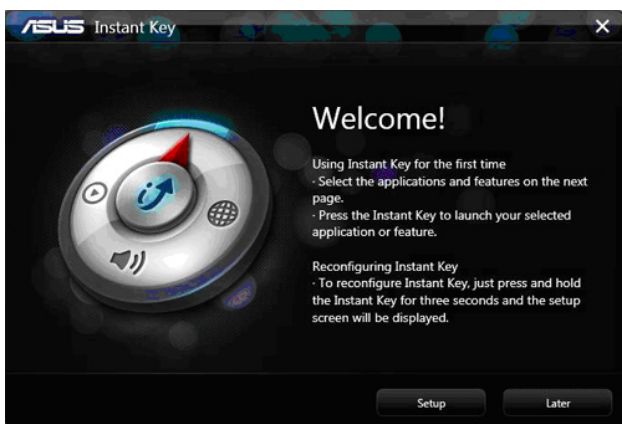 ASUS Instant Key
Welcome!
Using Instant Key for the first time
· Select the applications and features on the next
page.
· Press the Instant Key to launch your selected
application or feature.
Reconfiguring Instant Key
· To reconfigure Instant Key, just press and hold
the Instant Key for three seconds and the setup
screen will be displayed.
Setup Later